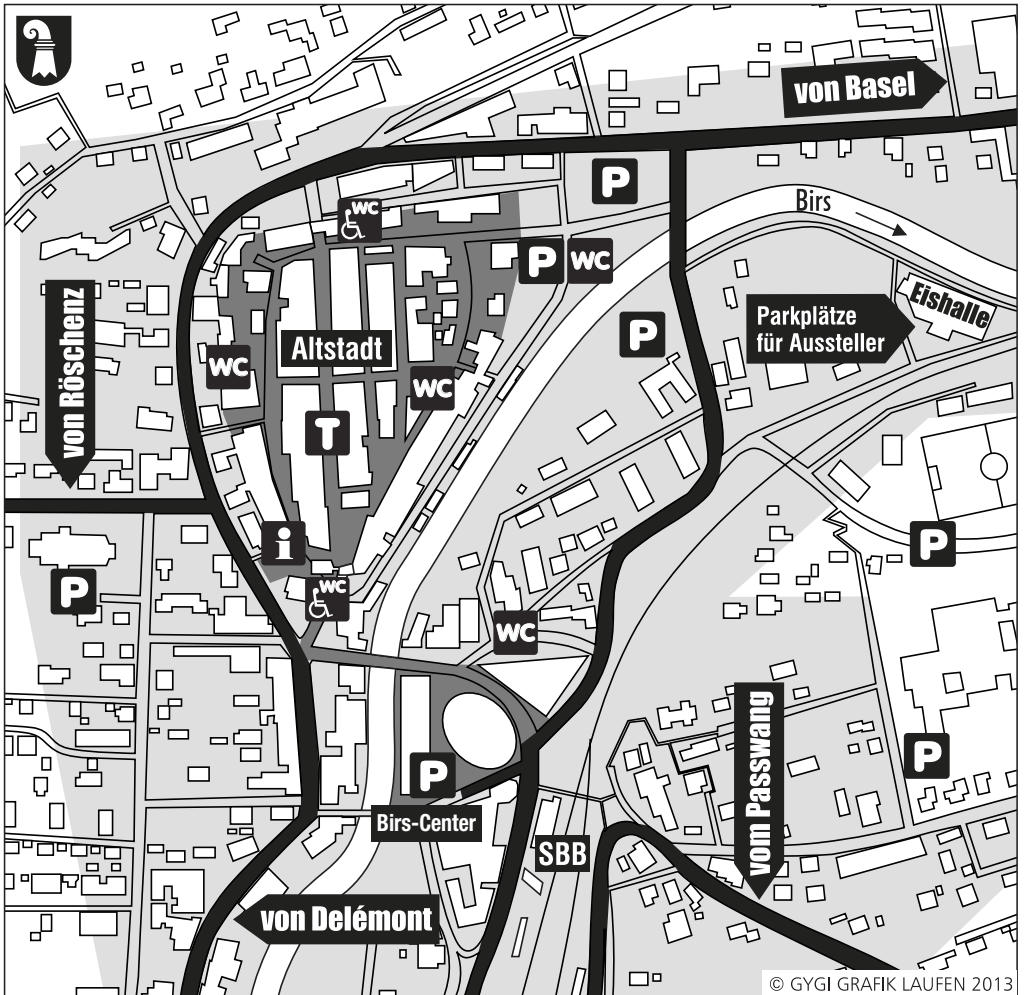 von Basel
P
Birs
WC
P
WC
Eishalle
Parkplätze
für Aussteller
P
von Röschenz
Altstadt
WC
WC
T
i
P
P
WC
WC
vom Passwang
P
P
Birs-Center
SBB
von Delémont
© GYGI GRAFIK LAUFEN 2013